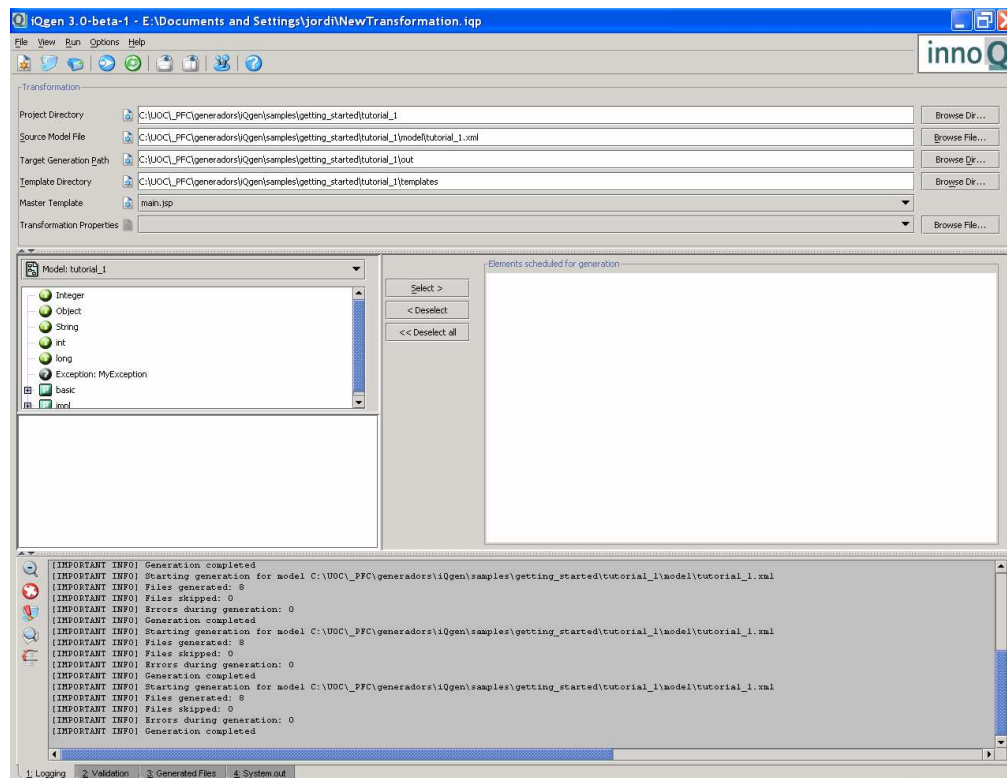 iQgen 3.0-beta-1 - E:\Documents and Settings\jordi\NewTransformation.iqp
File View Run Options Help
innoQ
Transformation
Project Directory C:\UOC\_PFC\generadors\iQgen\samples\getting_started\tutorial_1 Browse Dir...
Source Model File C:\UOC\_PFC\generadors\iQgen\samples\getting_started\tutorial_1\model\tutorial_1.xml Browse File...
Target Generation Path C:\UOC\_PFC\generadors\iQgen\samples\getting_started\tutorial_1\out Browse Dir...
Template Directory C:\UOC\_PFC\generadors\iQgen\samples\getting_started\tutorial_1\templates Browse Dir...
Master Template main.jsp
Transformation Properties Browse File...
Model: tutorial_1
Integer
Object
String
int
long
Exception: MyException
basic
impl
Select >
< Deselect
<< Deselect all
Elements scheduled for generation
[IMPORTANT INFO] Generation completed
[IMPORTANT INFO] Starting generation for model C:\UOC\_PFC\generadors\iQgen\samples\getting_started\tutorial_1\model\tutorial_1.xml
[IMPORTANT INFO] Files generated: 8
[IMPORTANT INFO] Files skipped: 0
[IMPORTANT INFO] Errors during generation: 0
[IMPORTANT INFO] Generation completed
[IMPORTANT INFO] Starting generation for model C:\UOC\_PFC\generadors\iQgen\samples\getting_started\tutorial_1\model\tutorial_1.xml
[IMPORTANT INFO] Files generated: 8
[IMPORTANT INFO] Files skipped: 0
[IMPORTANT INFO] Errors during generation: 0
[IMPORTANT INFO] Generation completed
[IMPORTANT INFO] Starting generation for model C:\UOC\_PFC\generadors\iQgen\samples\getting_started\tutorial_1\model\tutorial_1.xml
[IMPORTANT INFO] Files generated: 8
[IMPORTANT INFO] Files skipped: 0
[IMPORTANT INFO] Errors during generation: 0
[IMPORTANT INFO] Generation completed
1: Logging 2: Validation 3: Generated Files 4: System.out